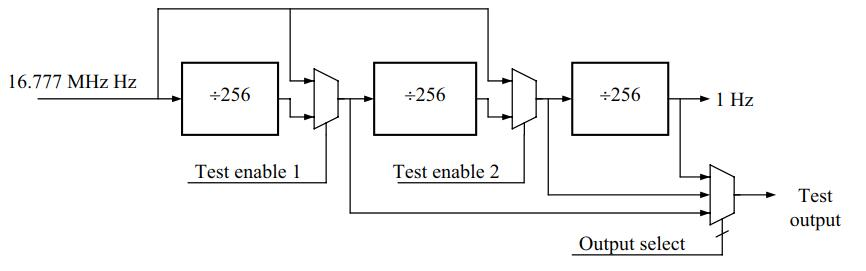 16.777 MHz Hz
÷256
÷256
÷256
1 Hz
Test enable 1
Test enable 2
Test
output
Output select